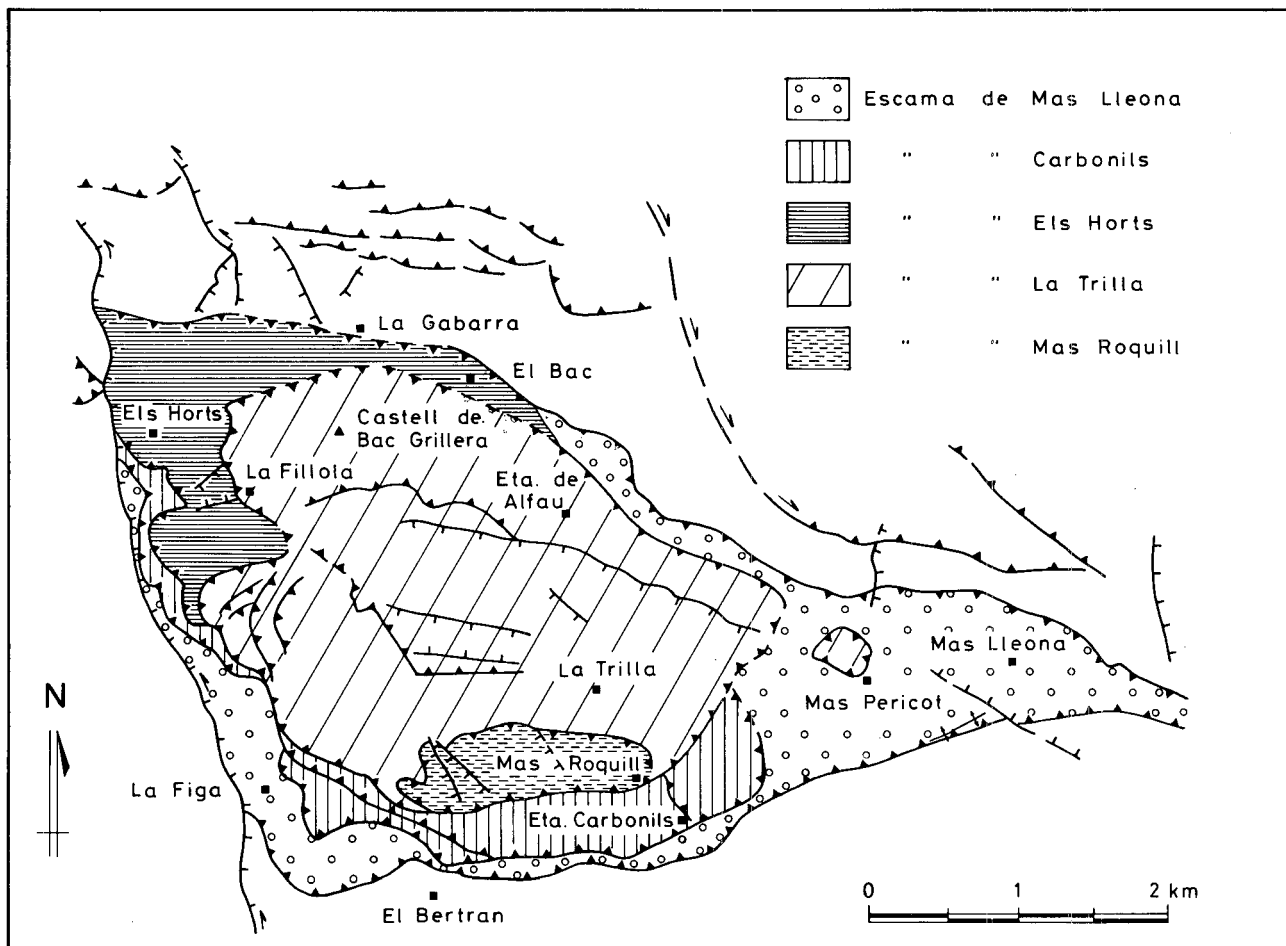 Escama de Mas Lleona
" " Carbonils
" " Els Horts
" " La Trilla
" " Mas Roquill
La Gabarra
El Bac
Els Horts
Castell de
Bac Grillera
La Fillola
Eta. de
Alfau
Mas Lleona
La Trilla
Mas Pericot
N
Mas Roquill
La Figa
Eta. Carbonils
El Bertran
0 1 2 km